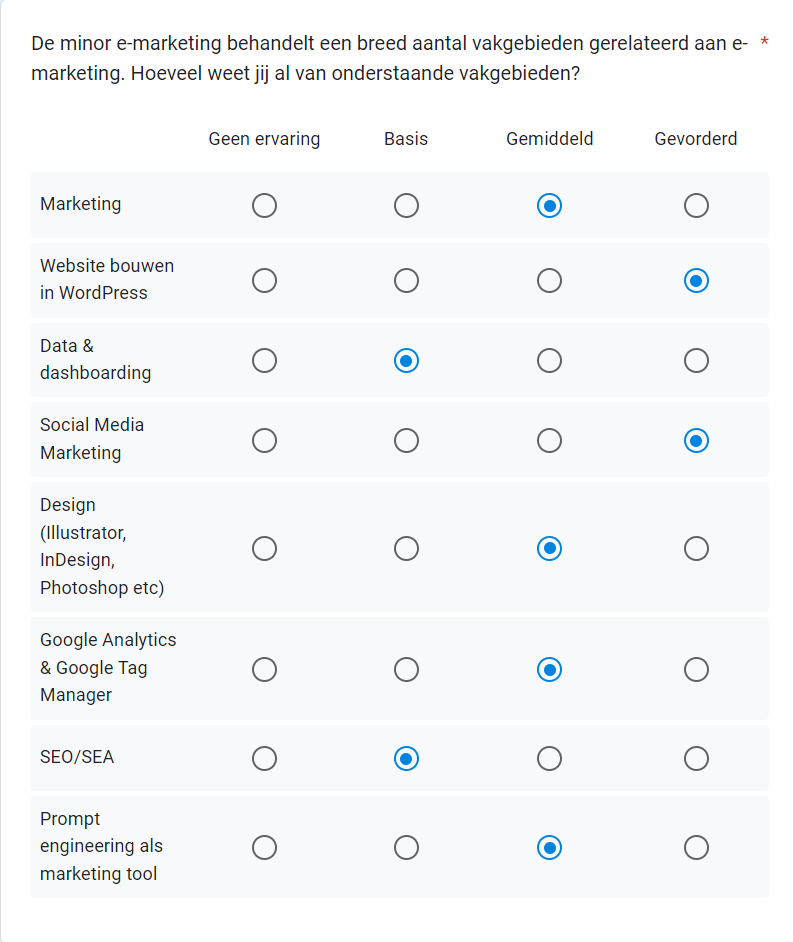 De minor e-marketing behandelt een breed aantal vakgebieden gerelateerd aan e- *
marketing. Hoeveel weet jij al van onderstaande vakgebieden?
Geen ervaring Basis Gemiddeld Gevorderd
Marketing
Website bouwen
in WordPress
Data &
dashboarding
Social Media
Marketing
Design
(Illustrator,
InDesign,
Photoshop etc)
Google Analytics
& Google Tag
Manager
SEO/SEA
Prompt
engineering als
marketing tool